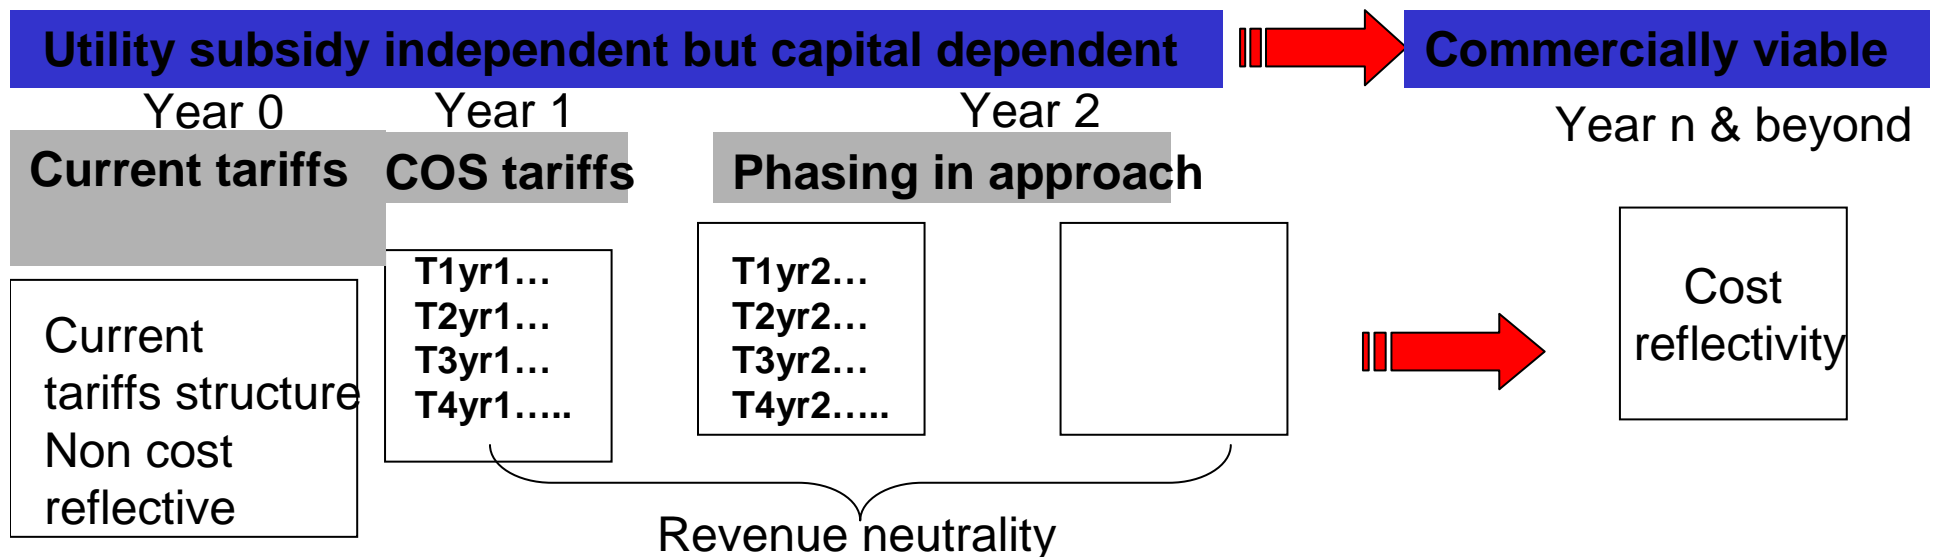 Utility subsidy independent but capital dependent
Commercially viable
Year 0
Year 1
Year 2
Year n & beyond
Current tariffs
COS tariffs
Phasing in approach
Current
tariffs structure
Non cost
reflective
T1yr1…
T2yr1…
T3yr1…
T4yr1…..
T1yr2…
T2yr2…
T3yr2…
T4yr2…..
Cost
reflectivity
Revenue neutrality